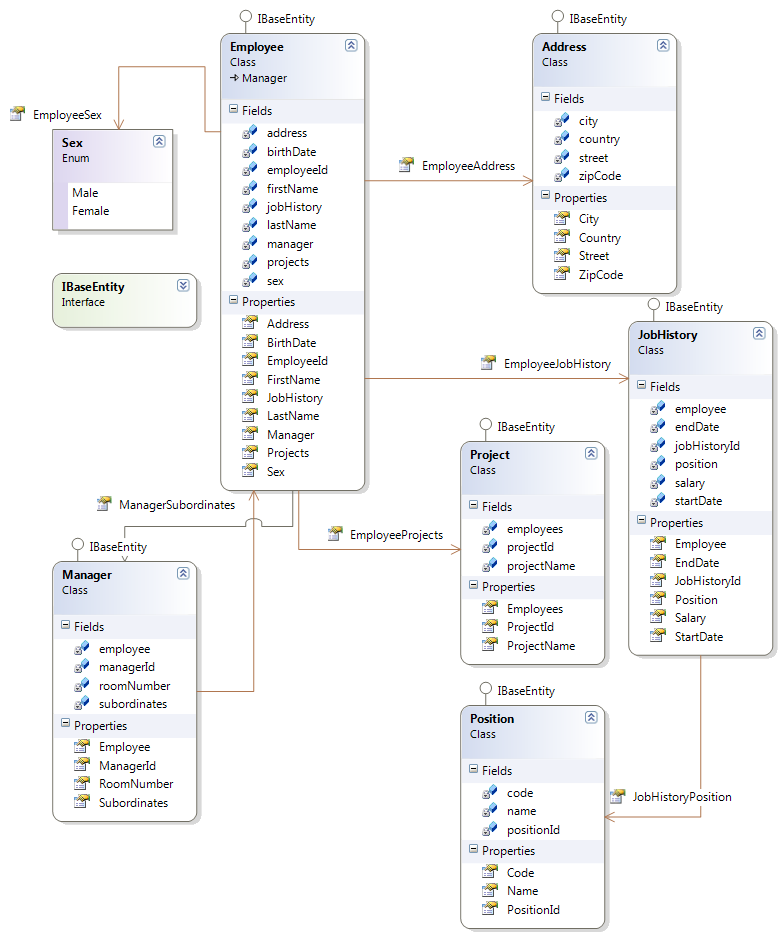 IBaseEntity
Employee
Class
Manager
Fields
address
birthDate
employeeId
firstName
jobHistory
lastName
manager
projects
sex
Properties
Address
BirthDate
EmployeeId
FirstName
JobHistory
LastName
Manager
Projects
Sex
EmployeeSex
Sex
Enum
Male
Female
IBaseEntity
Interface
EmployeeAddress
IBaseEntity
Address
Class
Fields
city
country
street
zipCode
Properties
City
Country
Street
ZipCode
EmployeeJobHistory
IBaseEntity
JobHistory
Class
Fields
employee
endDate
jobHistoryId
position
salary
startDate
Properties
Employee
EndDate
JobHistoryId
Position
Salary
StartDate
ManagerSubordinates
EmployeeProjects
IBaseEntity
Project
Class
Fields
employees
projectId
projectName
Properties
Employees
ProjectId
ProjectName
IBaseEntity
Manager
Class
Fields
employee
managerId
roomNumber
subordinates
Properties
Employee
ManagerId
RoomNumber
Subordinates
IBaseEntity
Position
Class
Fields
code
name
positionId
Properties
Code
Name
PositionId
JobHistoryPosition